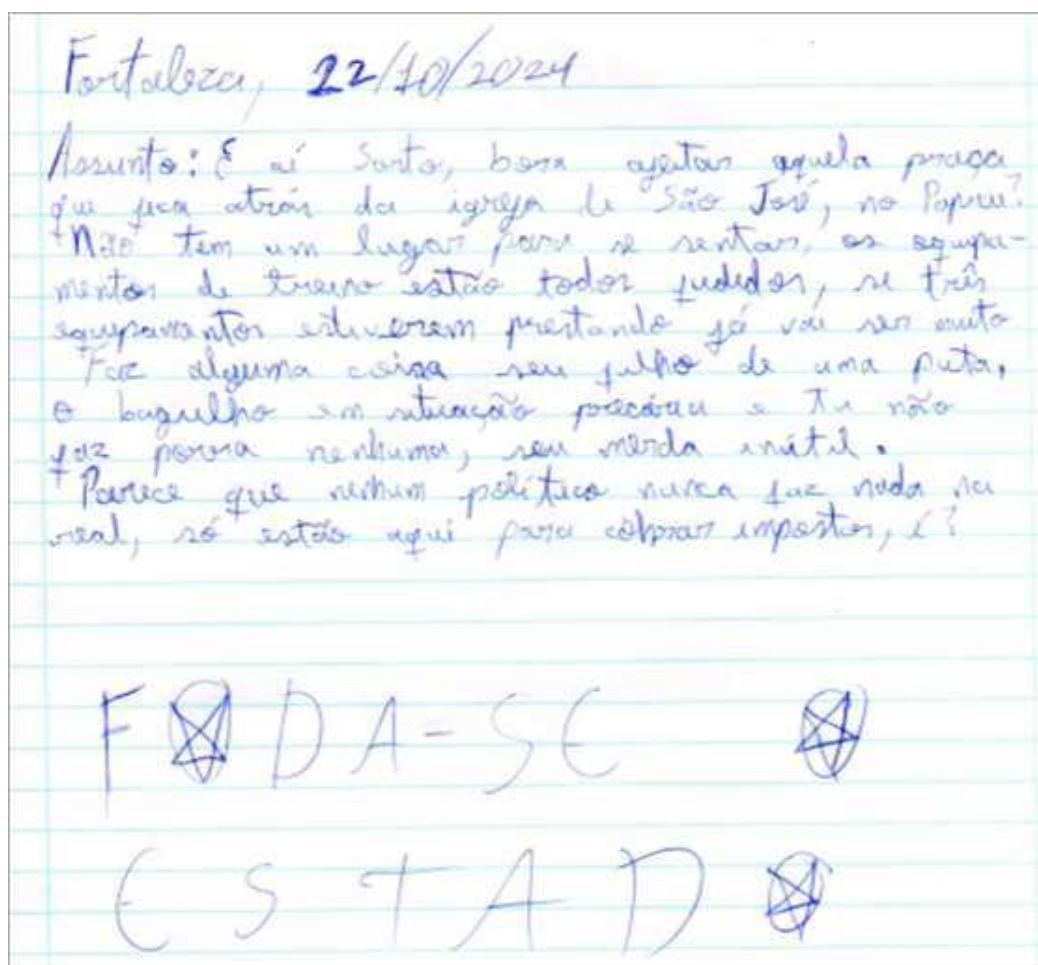 Fortaleza, 22/10/2024
Assunto: E aí Sarto, bora ajeitar aquela praça
que fica atrás da igreja de São José, no Papicu?
Não tem um lugar para se sentar, os equipa-
mentos de treino estão todos fudidos, se três
equipamentos estiverem prestando já vai ser muito
Faz alguma coisa seu filho de uma puta,
o bagulho em situação precária e tu não
faz porra nenhuma, seu merda inútil.
Parece que nenhum político nunca faz nada na
real, só estão aqui para cobrar impostos, é?
FODA-SE O
ESTADO